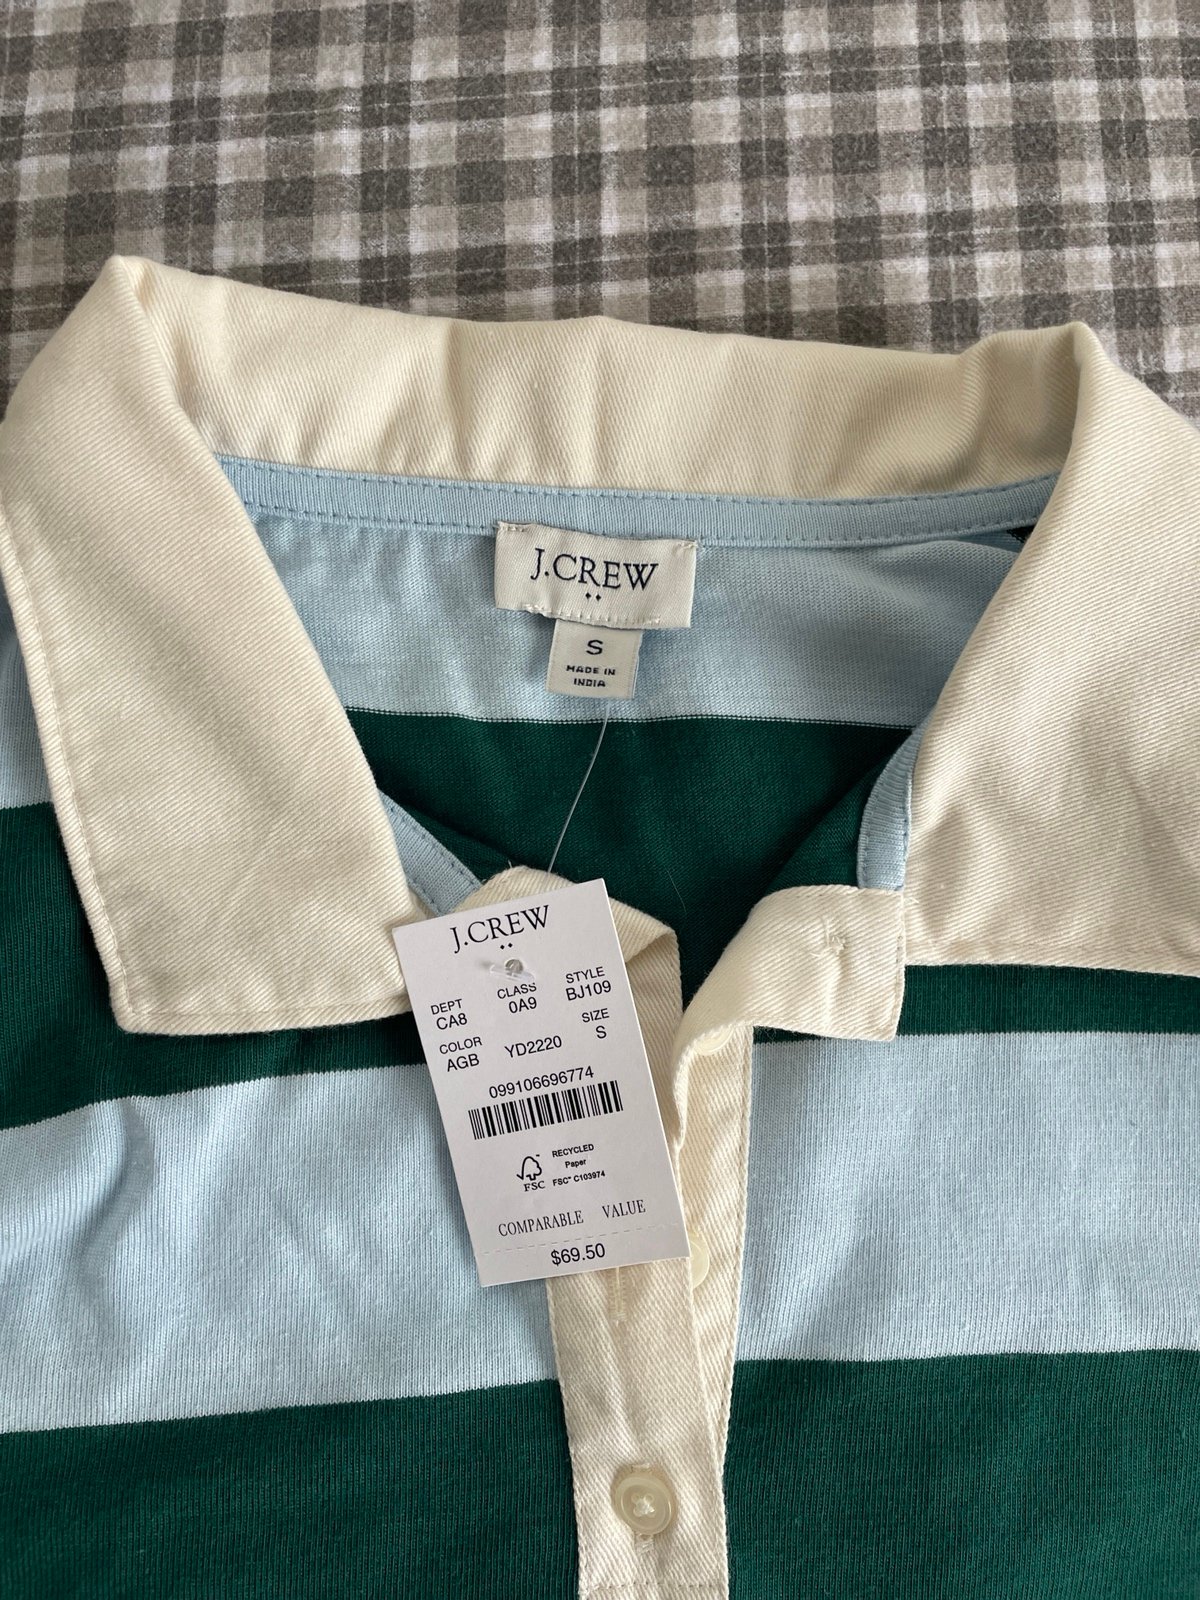 J.CREW
S
MADE IN
INDIA
J.CREW
DEPT CLASS STYLE
CA8 0A9 BJ109
COLOR SIZE
AGB YD2220 S
099106696774
RECYCLED
Paper
FSC FSC® C103974
COMPARABLE VALUE
$69.50